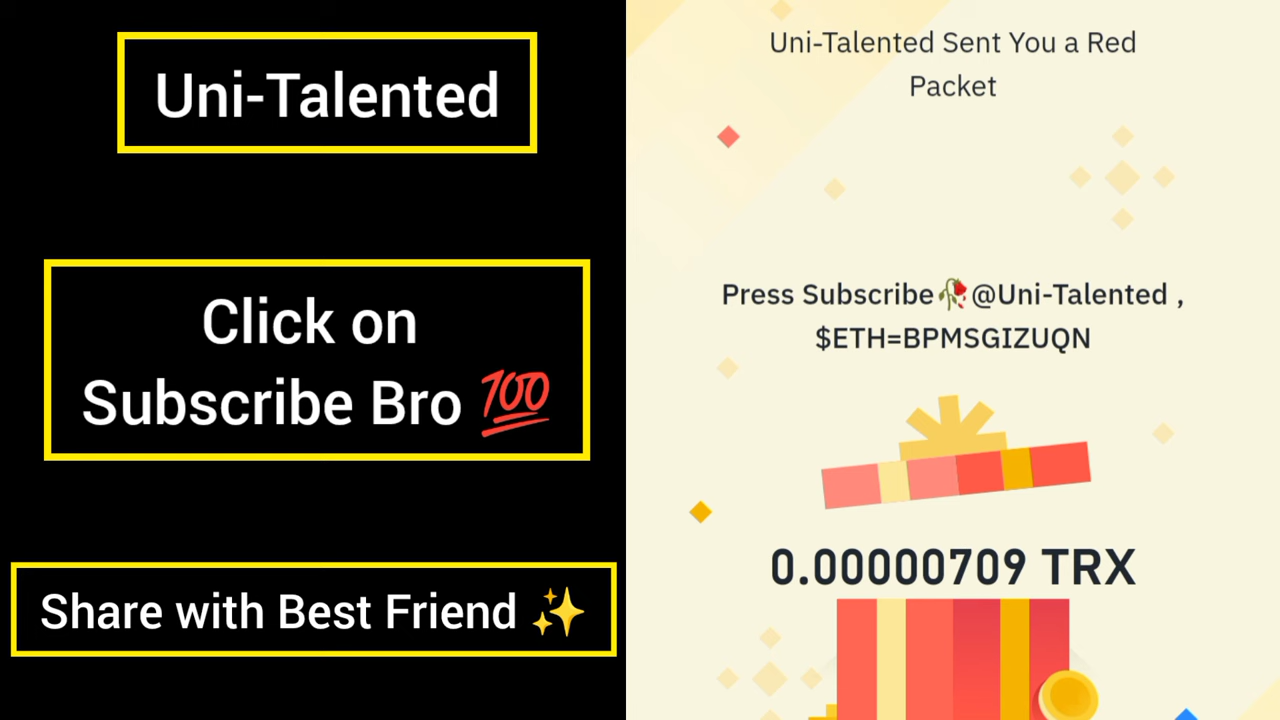 Uni-Talented
Click on
Subscribe Bro 💯
Share with Best Friend ✨
Uni-Talented Sent You a Red
Packet
Press Subscribe🥀@Uni-Talented ,
$ETH=BPMSGIZUQN
0.00000709 TRX